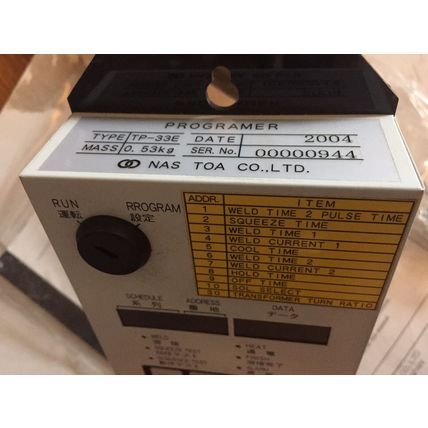 PROGRAMER
TYPE TP-33E DATE 2004
MASS 0.53kg SER.No. 00000944
NAS TOA CO.,LTD.
RUN
運転
RROGRAM
設定
ADDR. ITEM
1 WELD TIME 2 PULSE TIME
2 SQUEEZE TIME
3 WELD TIME 1
4 WELD CURRENT 1
5 COOL TIME
6 WELD TIME 2
7 WELD CURRENT 2
8 HOLD TIME
9 OFF TIME
SOL SELECT
TRANSFORMER TURN RATIO
SCHEDULE ADDRESS DATA
系列 番地 データ
WELD HEAT